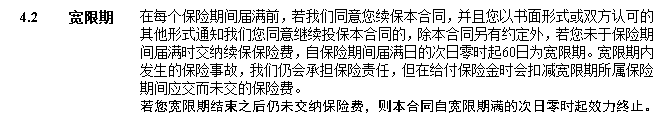 4.2 宽限期 在每个保险期间届满前，若我们同意您续保本合同，并且您以书面形式或双方认可的
其他形式通知我们您同意继续投保本合同的，除本合同另有约定外，若您未于保险期
间届满时交纳续保保险费，自保险期间届满日的次日零时起60日为宽限期。宽限期内
发生的保险事故，我们仍会承担保险责任，但在给付保险金时会扣减宽限期所属保险
期间应交而未交的保险费。
若您宽限期结束之后仍未交纳保险费，则本合同自宽限期满的次日零时起效力终止。